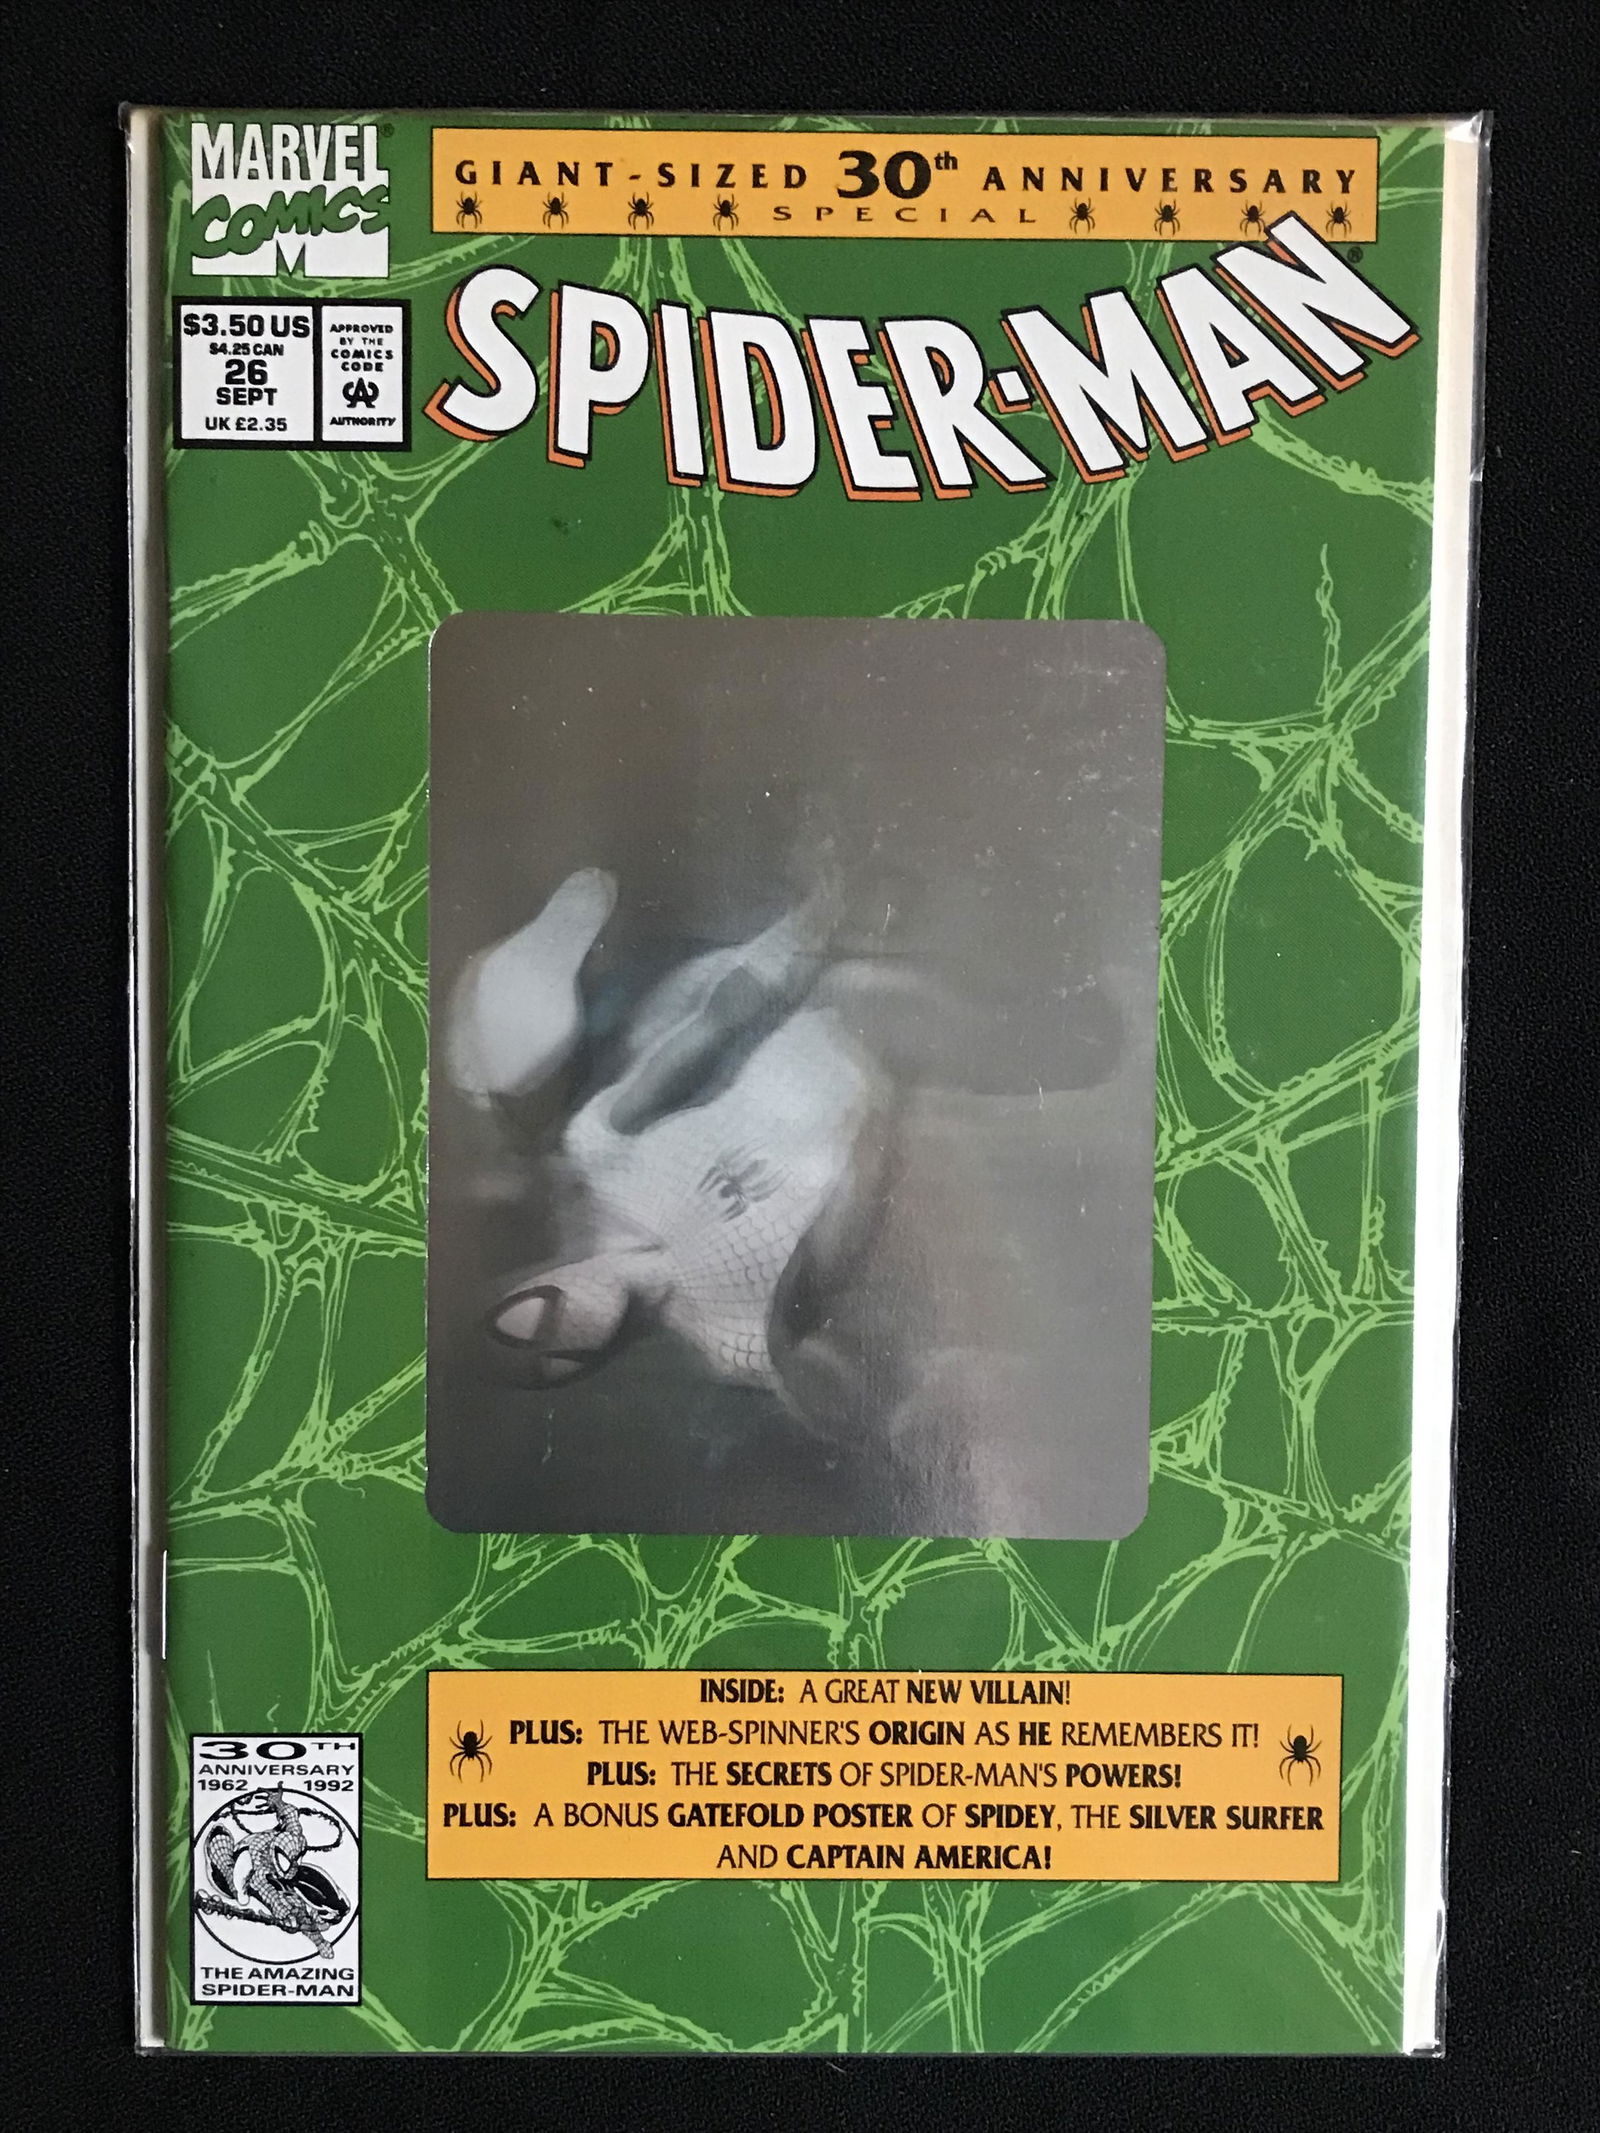 MARVEL®
COMICS
M
GIANT-SIZED 30th ANNIVERSARY
SPECIAL
SPIDER-MAN®
$3.50 US
$4.25 CAN
26
SEPT
UK £2.35
APPROVED
BY THE
COMICS
CODE
CA
AUTHORITY
INSIDE: A GREAT NEW VILLAIN!
PLUS: THE WEB-SPINNER'S ORIGIN AS HE REMEMBERS IT!
PLUS: THE SECRETS OF SPIDER-MAN'S POWERS!
PLUS: A BONUS GATEFOLD POSTER OF SPIDEY, THE SILVER SURFER
AND CAPTAIN AMERICA!
30TH
ANNIVERSARY
1962 1992
THE AMAZING
SPIDER-MAN